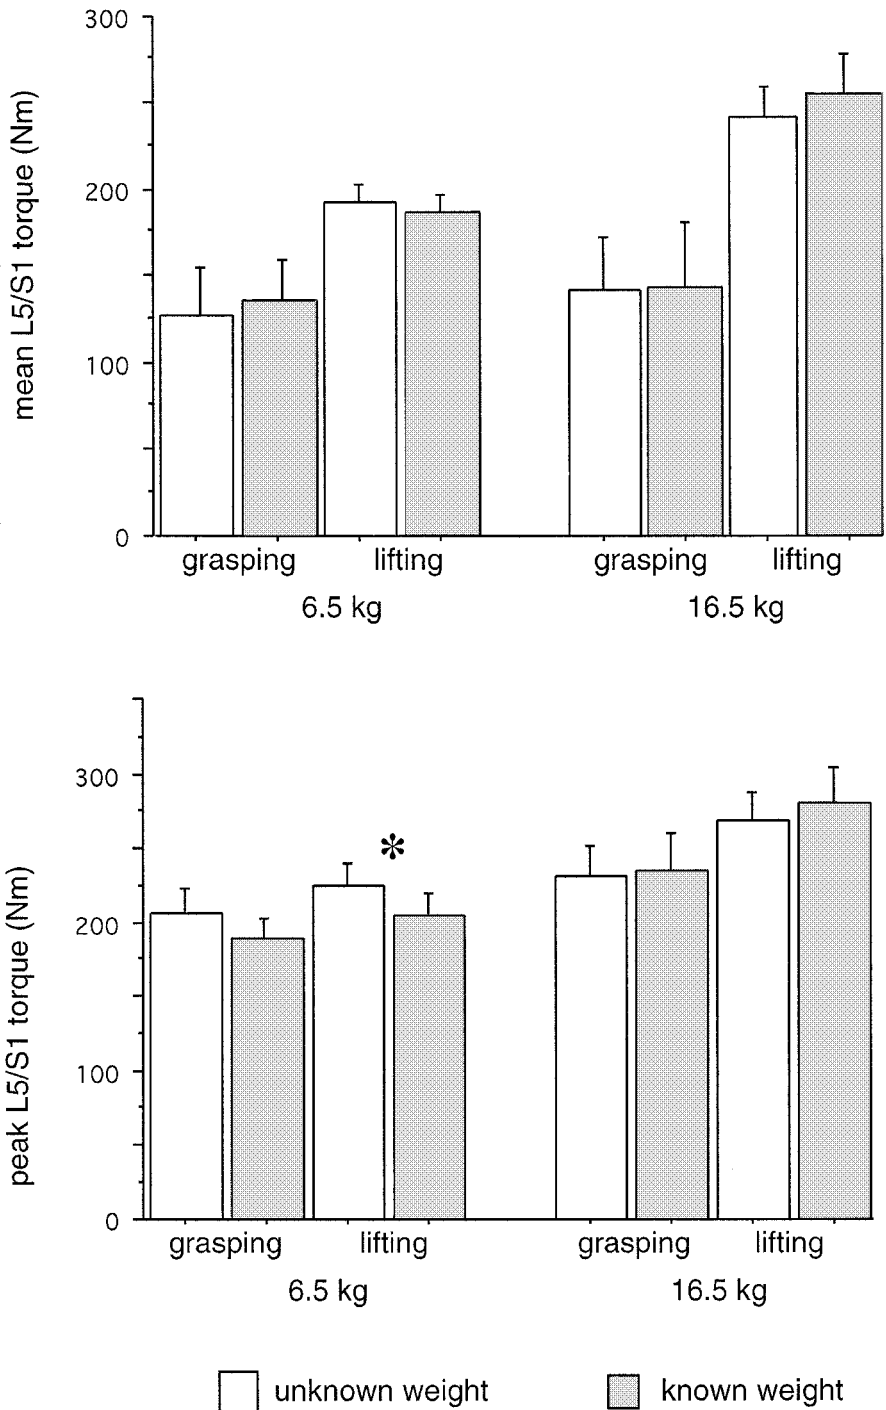 mean L5/S1 torque (Nm)
300
200
100
0
grasping lifting grasping lifting
6.5 kg 16.5 kg
peak L5/S1 torque (Nm)
300
200
100
0
*
grasping lifting grasping lifting
6.5 kg 16.5 kg
unknown weight known weight